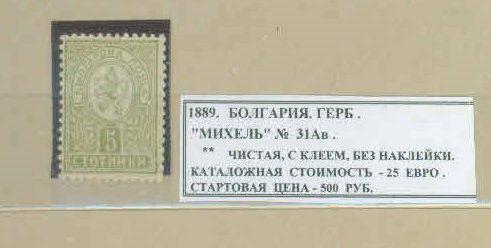 5
СТОТИНКИ
1889. БОЛГАРИЯ. ГЕРБ .
"МИХЕЛЬ" № 31Ав .
** ЧИСТАЯ, С КЛЕЕМ, БЕЗ НАКЛЕЙКИ.
КАТАЛОЖНАЯ СТОИМОСТЬ - 25 ЕВРО .
СТАРТОВАЯ ЦЕНА - 500 РУБ.